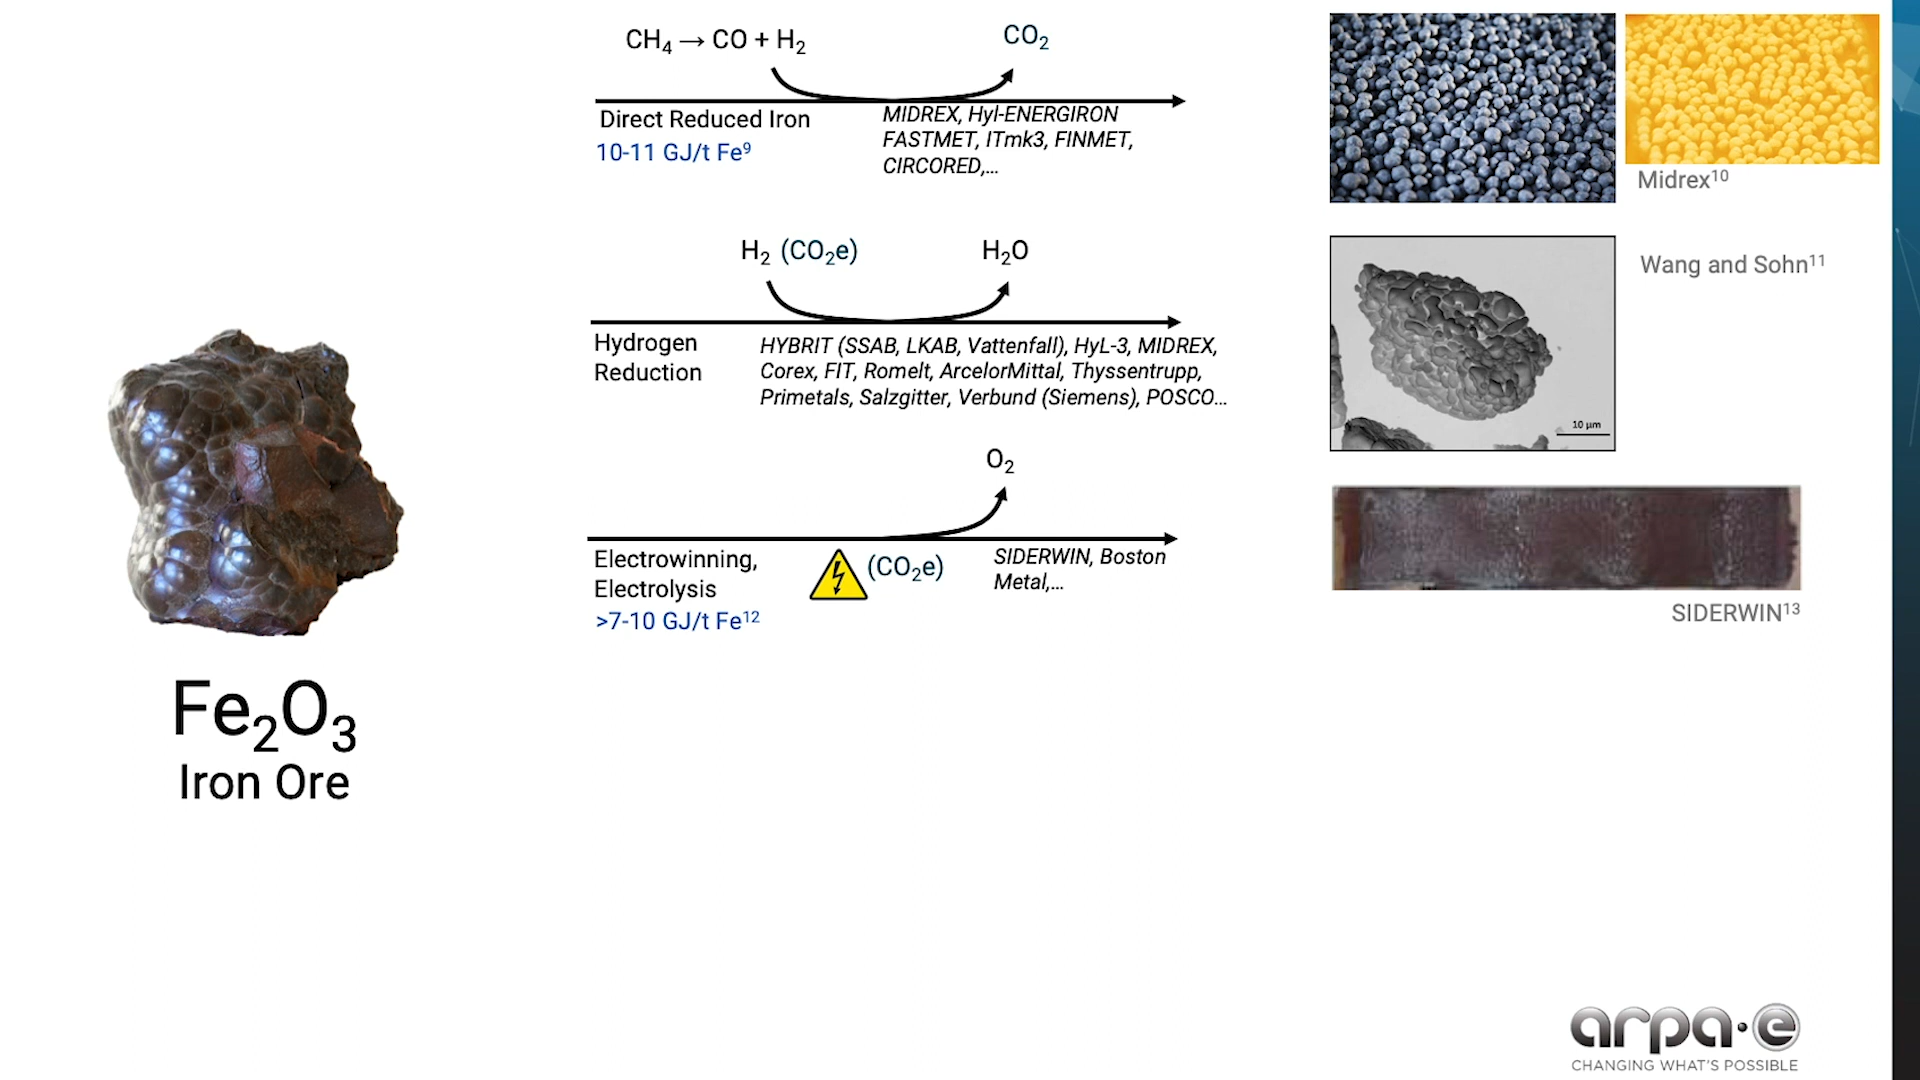 CH₄ → CO + H₂
CO₂
Direct Reduced Iron
10-11 GJ/t Fe⁹
MIDREX, Hyl-ENERGIRON
FASTMET, ITmk3, FINMET,
CIRCORED,...
Midrex¹⁰
H₂ (CO₂e)
H₂O
Hydrogen
Reduction
HYBRIT (SSAB, LKAB, Vattenfall), HyL-3, MIDREX,
Corex, FIT, Romelt, ArcelorMittal, Thyssentrupp,
Primetals, Salzgitter, Verbund (Siemens), POSCO...
Wang and Sohn¹¹
10 µm
O₂
Electrowinning,
Electrolysis
>7-10 GJ/t Fe¹²
(CO₂e)
SIDERWIN, Boston
Metal,...
SIDERWIN¹³
Fe₂O₃
Iron Ore
arpa·e
CHANGING WHAT'S POSSIBLE